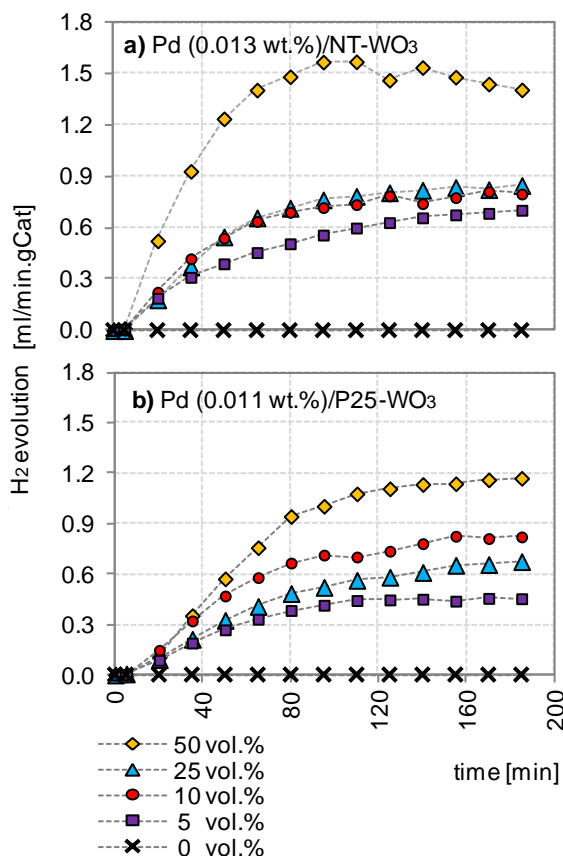 a) Pd (0.013 wt.%)/NT-WO3
1.8
1.5
1.2
0.9
0.6
0.3
0.0
H2 evolution [ml/min.gCat]
b) Pd (0.011 wt.%)/P25-WO3
1.8
1.5
1.2
0.9
0.6
0.3
0.0
0
40
80
120
160
200
time [min]
50 vol.%
25 vol.%
10 vol.%
5 vol.%
0 vol.%